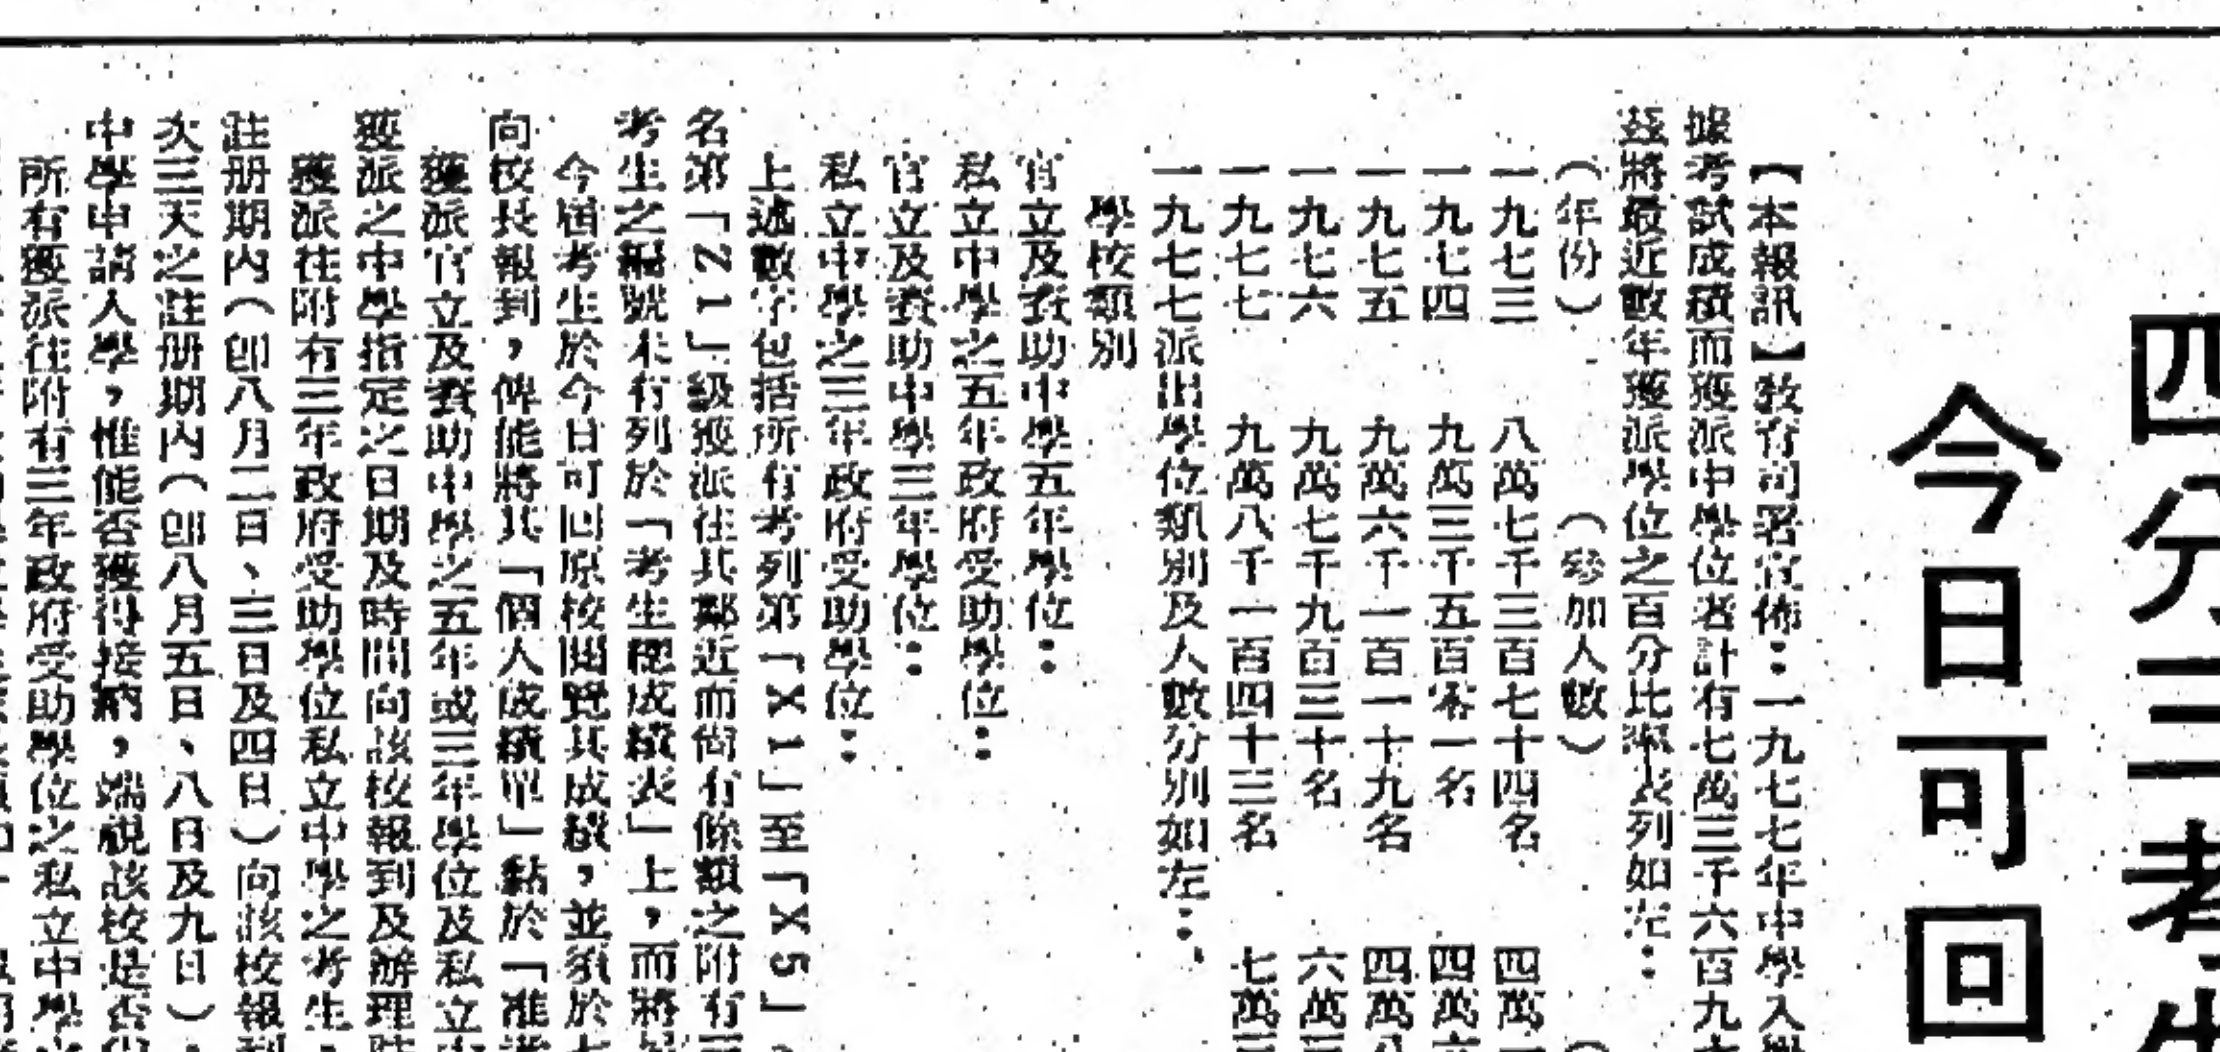 四分三考生
今日可回
【本報訊】教育司署宣佈：一九七七年中學入學
據考試成績而獲派中學位者計有七萬三千六百九
茲將最近數年獲派學位之百分比率表列如左：
（年份）（參加人數）（
一九七三 八萬七千三百七十四名 四萬一
一九七四 九萬三千五百零一名 四萬六
一九七五 九萬六千一百一十九名 四萬八
一九七六 九萬七千九百三十名 六萬三
一九七七 九萬八千一百四十三名 七萬三
一九七七派出學位類別及人數分別如左：
學校類別
官立及資助中學五年學位：
私立中學之五年政府受助學位：
官立及資助中學三年學位：
私立中學之三年政府受助學位：
上述數字包括所有考列第「X1」至「X5」
名第「Z1」級獲派往其鄰近而尚有餘額之附有三
考生之編號未有列於「考生總成績表」上，而將
今屆考生於今日可回原校閱覽其成績，並須於七
向校長報到，俾能將其「個人成績單」黏於「准考
獲派官立及資助中學之五年或三年學位及私立中
獲派之中學指定之日期及時間向該校報到及辦理
獲派往附有三年政府受助學位私立中學之考生，
註册期內（卽八月二日、三日及四日）向該校報到
次三天之註册期內（卽八月五日、八日及九日），
中學申請入學，惟能否獲得接納，端視該校是否
所有獲派往附有三年政府受助學位之私立中學